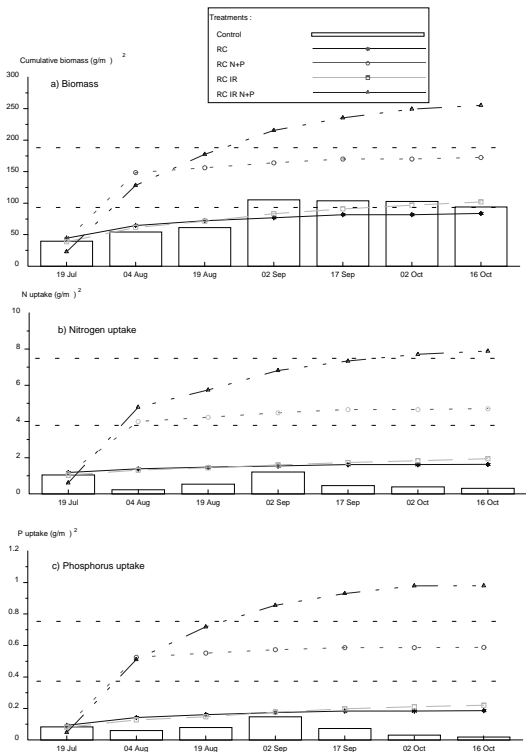 Treatments :
Control
RC
RC N+P
RC IR
RC IR N+P
Cumulative biomass (g/m ) 2
300
a) Biomass
250
200
150
100
50
0
19 Jul 04 Aug 19 Aug 02 Sep 17 Sep 02 Oct 16 Oct
N uptake (g/m ) 2
10
b) Nitrogen uptake
8
6
4
2
0
19 Jul 04 Aug 19 Aug 02 Sep 17 Sep 02 Oct 16 Oct
P uptake (g/m ) 2
1.2
c) Phosphorus uptake
1
0.8
0.6
0.4
0.2
0
19 Jul 04 Aug 19 Aug 02 Sep 17 Sep 02 Oct 16 Oct